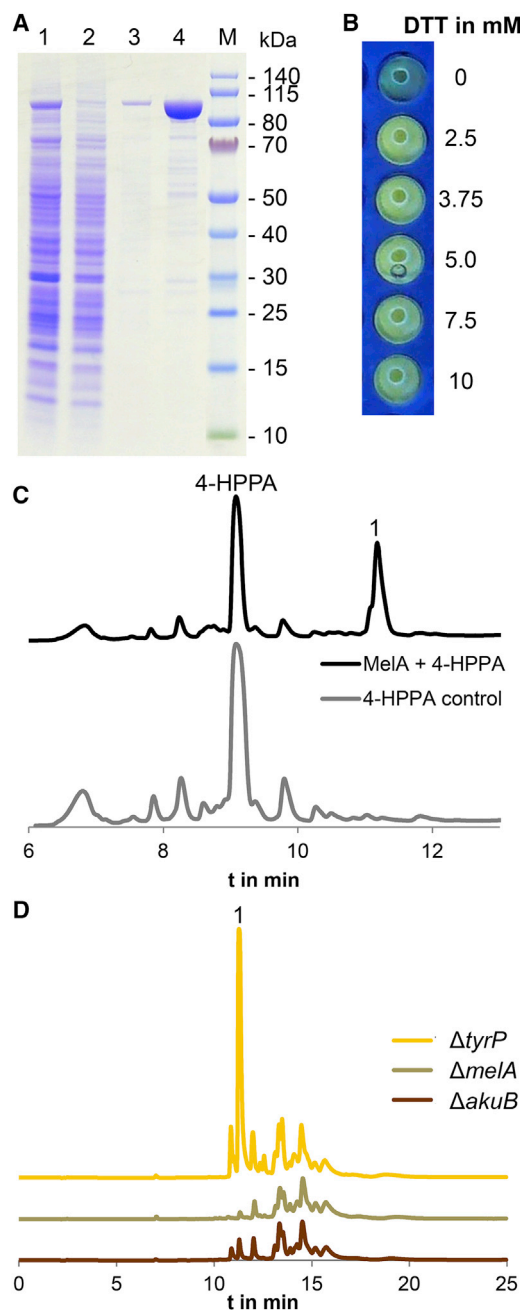 A
1 2 3 4 M kDa
- 140
- 115
- 80
- 70
- 50
- 40
- 30
- 25
- 15
- 10
B
DTT in mM
0
2.5
3.75
5.0
7.5
10
C
4-HPPA
1
MelA + 4-HPPA
4-HPPA control
6 8 10 12
t in min
D
1
ΔtyrP
ΔmelA
ΔakuB
0 5 10 15 20 25
t in min